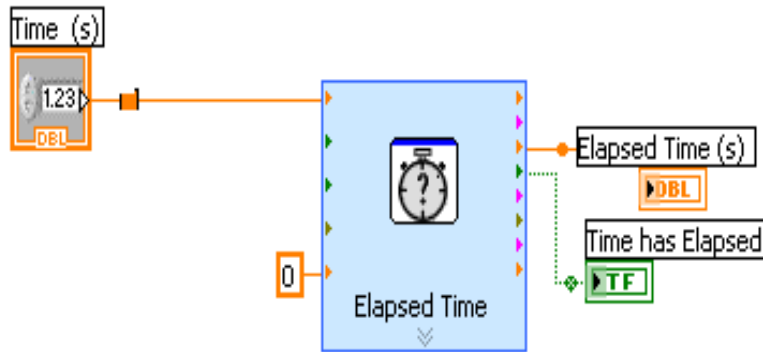 Time (s)
1.23
DBL
?
Elapsed Time (s)
DBL
Time has Elapsed
TF
0
Elapsed Time